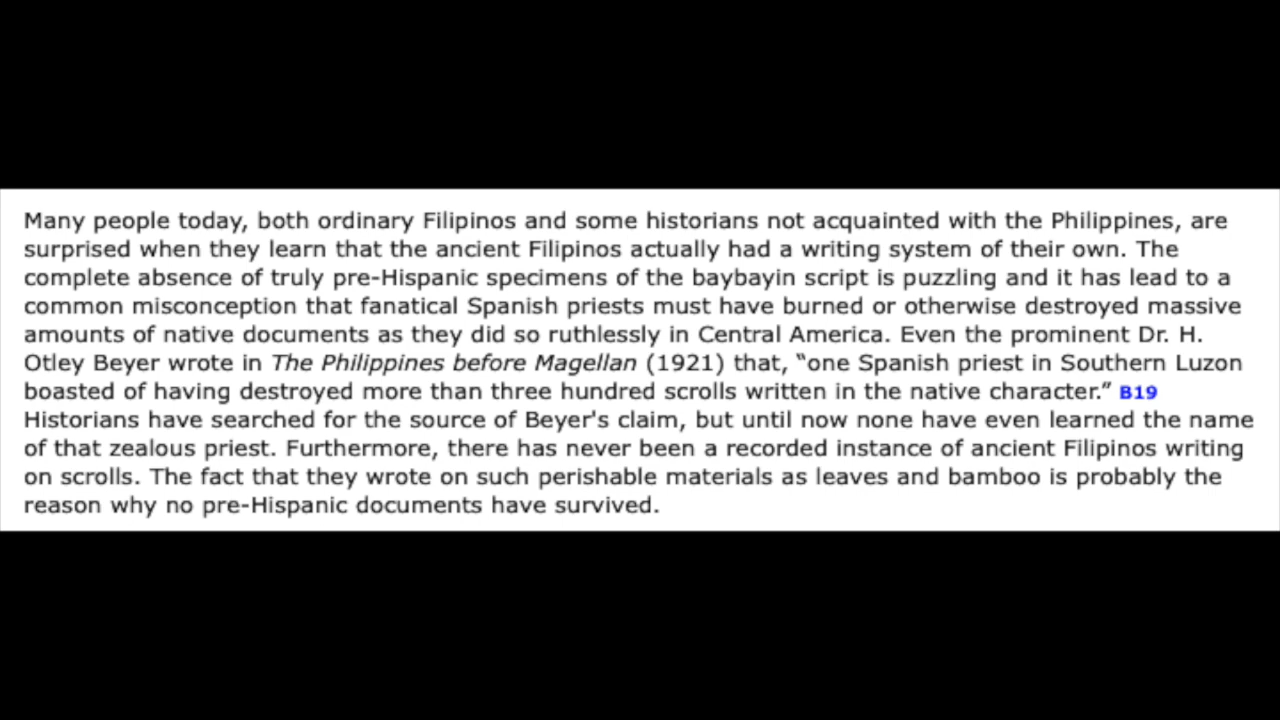 Many people today, both ordinary Filipinos and some historians not acquainted with the Philippines, are
surprised when they learn that the ancient Filipinos actually had a writing system of their own. The
complete absence of truly pre-Hispanic specimens of the baybayin script is puzzling and it has lead to a
common misconception that fanatical Spanish priests must have burned or otherwise destroyed massive
amounts of native documents as they did so ruthlessly in Central America. Even the prominent Dr. H.
Otley Beyer wrote in The Philippines before Magellan (1921) that, “one Spanish priest in Southern Luzon
boasted of having destroyed more than three hundred scrolls written in the native character.” B19
Historians have searched for the source of Beyer's claim, but until now none have even learned the name
of that zealous priest. Furthermore, there has never been a recorded instance of ancient Filipinos writing
on scrolls. The fact that they wrote on such perishable materials as leaves and bamboo is probably the
reason why no pre-Hispanic documents have survived.